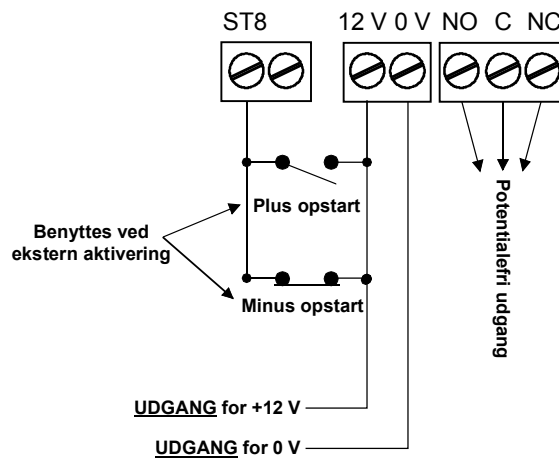 ST8
12 V 0 V NO C NC
Plus opstart
Benyttes ved
ekstern aktivering
Minus opstart
Potentialefri udgang
UDGANG for +12 V
UDGANG for 0 V